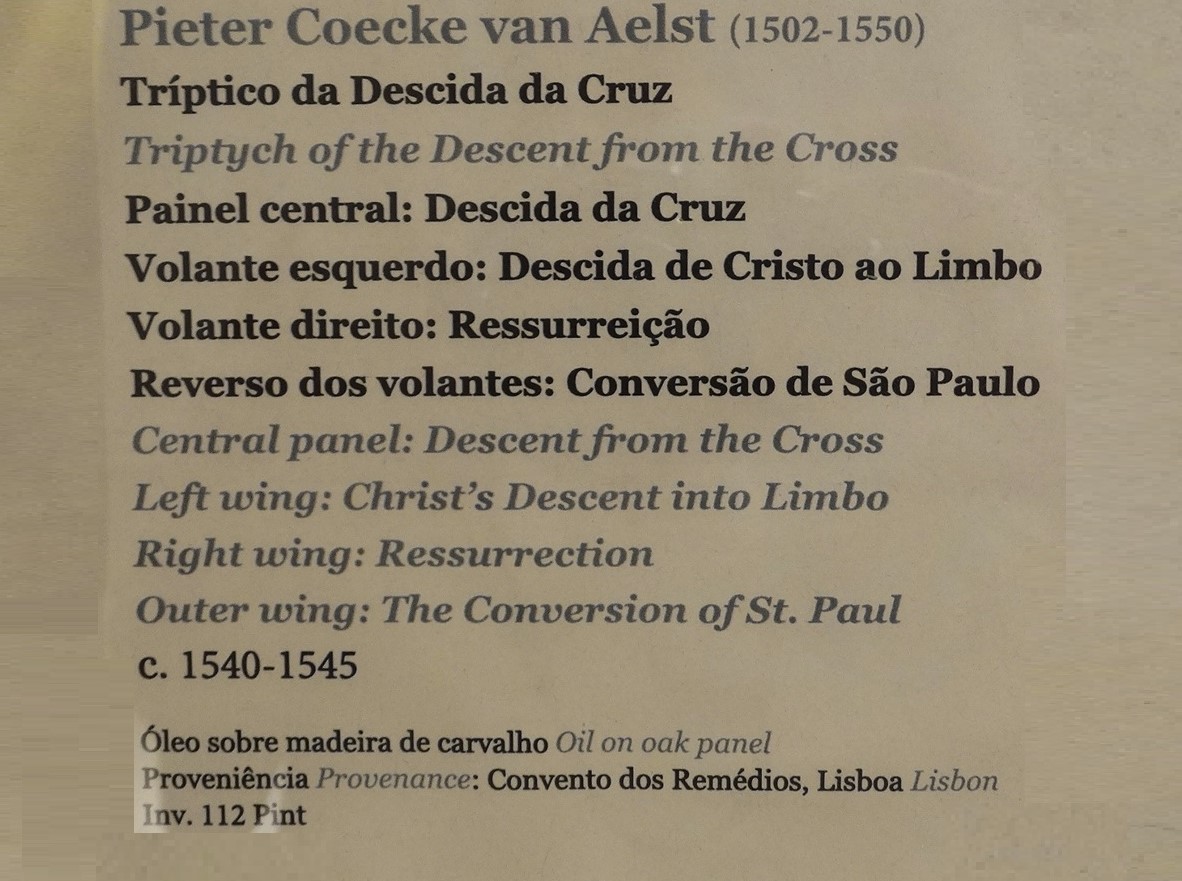 Pieter Coecke van Aelst (1502-1550)
Tríptico da Descida da Cruz
Triptych of the Descent from the Cross
Painel central: Descida da Cruz
Volante esquerdo: Descida de Cristo ao Limbo
Volante direito: Ressurreição
Reverso dos volantes: Conversão de São Paulo
Central panel: Descent from the Cross
Left wing: Christ's Descent into Limbo
Right wing: Ressurrection
Outer wing: The Conversion of St. Paul
c. 1540-1545
Óleo sobre madeira de carvalho Oil on oak panel
Proveniência Provenance: Convento dos Remédios, Lisboa Lisbon
Inv. 112 Pint